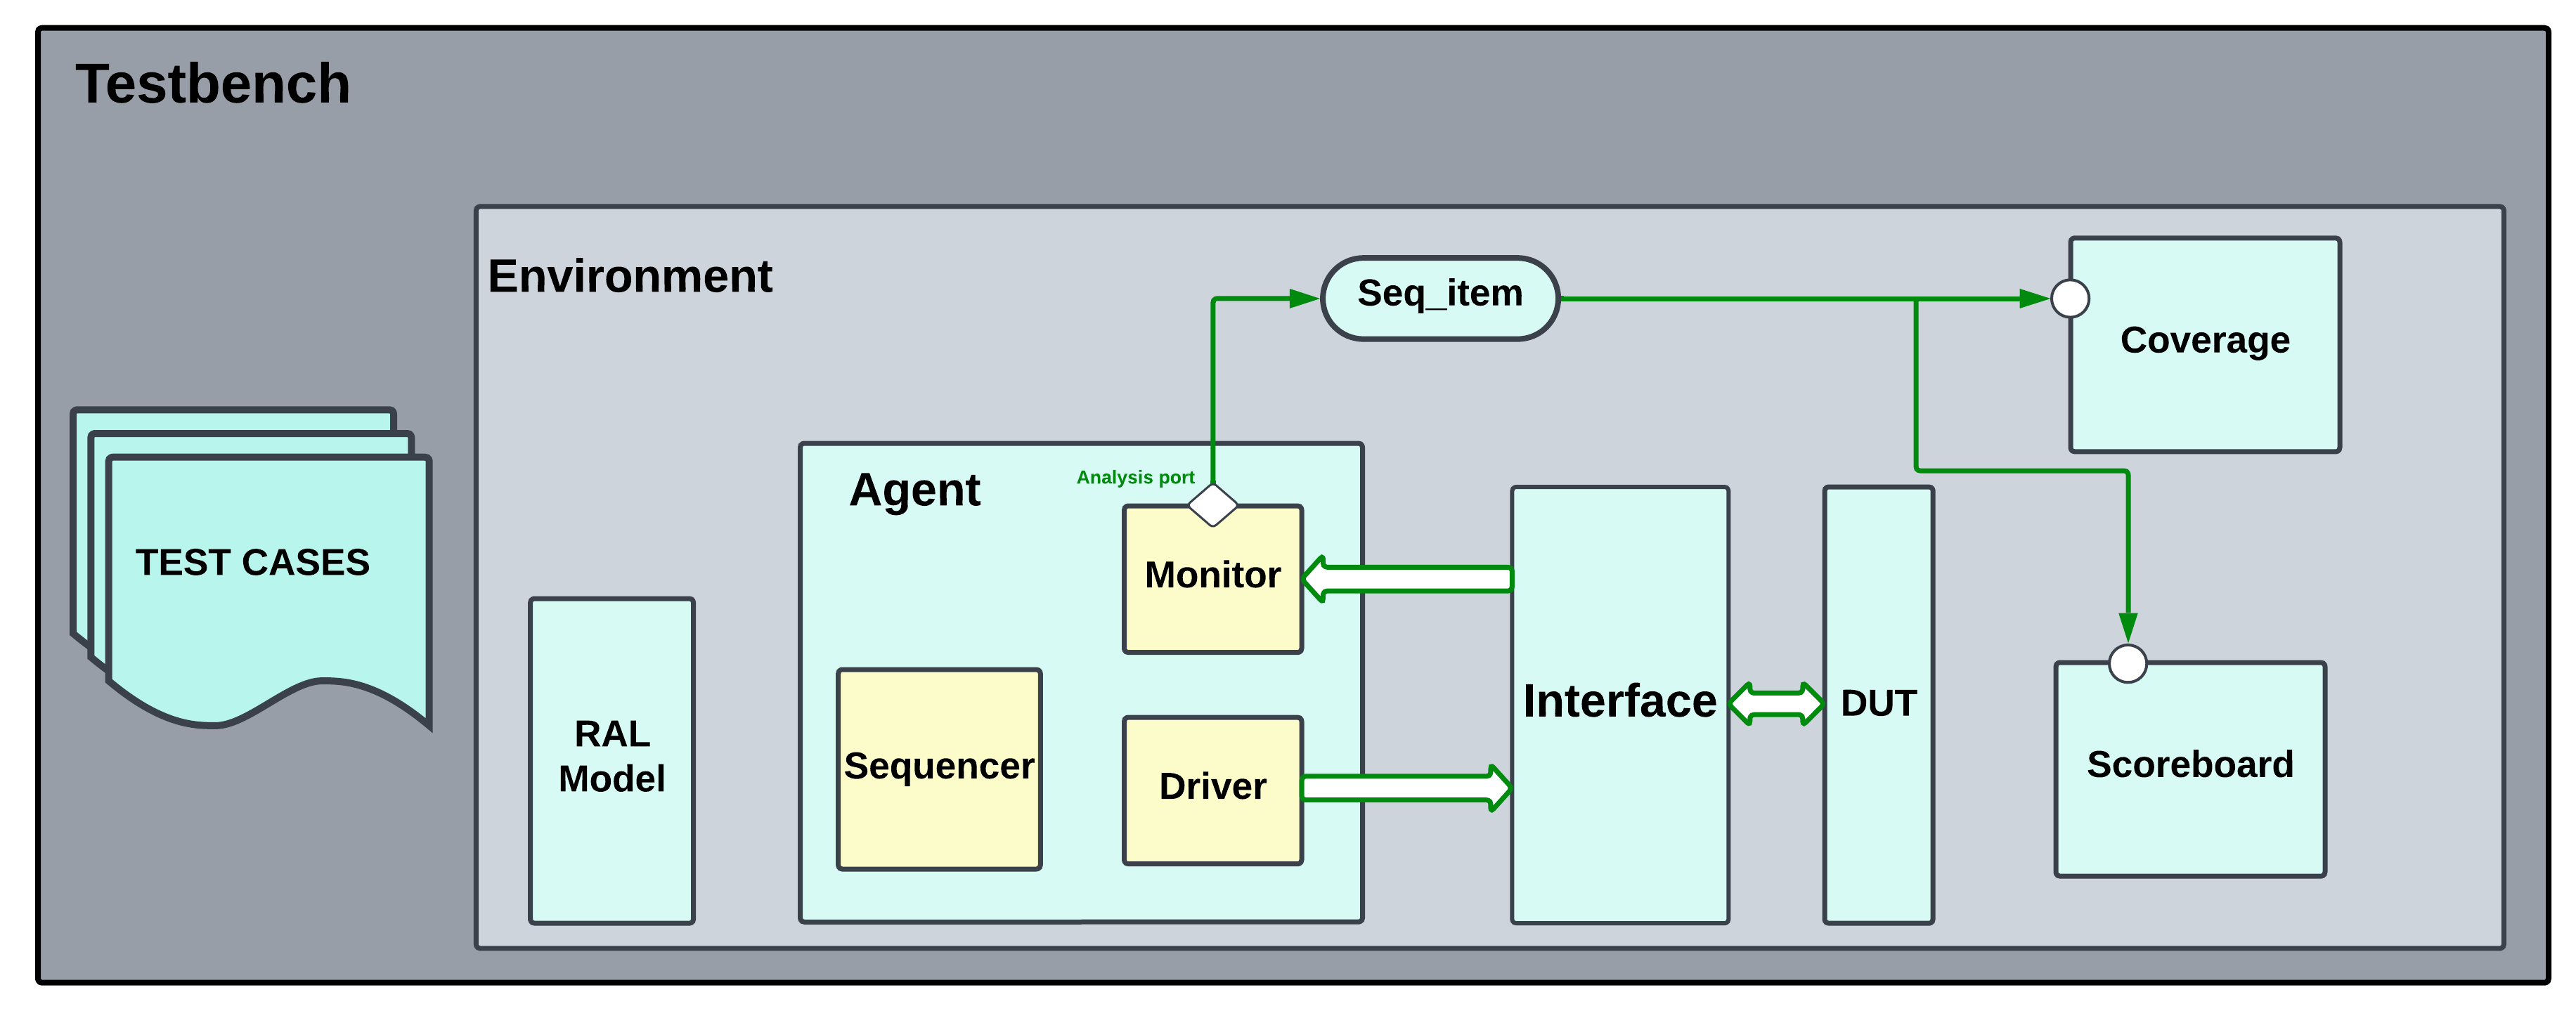 Testbench
Environment
Seq_item
Coverage
Analysis port
Agent
TEST CASES
Monitor
Interface
DUT
RAL
Model
Sequencer
Driver
Scoreboard